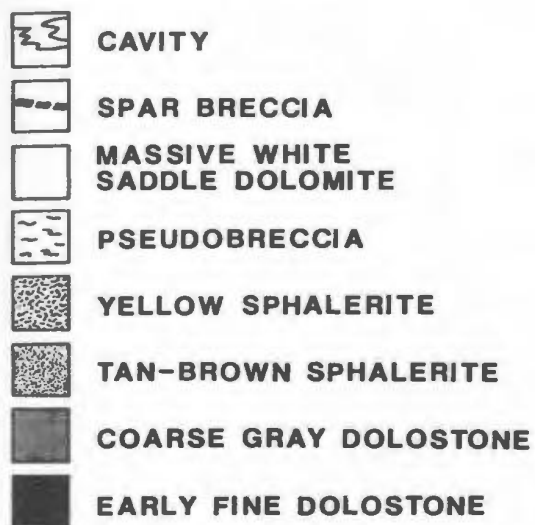 CAVITY
SPAR BRECCIA
MASSIVE WHITE
SADDLE DOLOMITE
PSEUDOBRECCIA
YELLOW SPHALERITE
TAN-BROWN SPHALERITE
COARSE GRAY DOLOSTONE
EARLY FINE DOLOSTONE